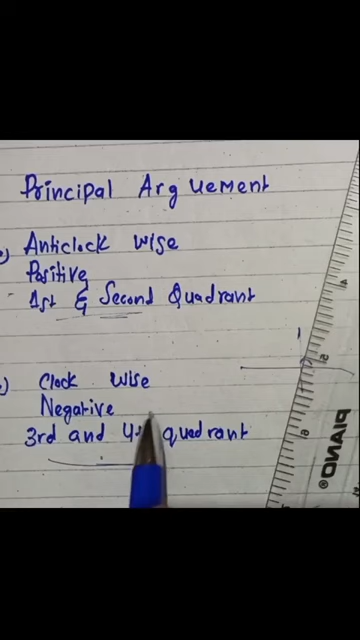 Principal Arguement
Anticlock wise
Positive
1st & Second Quadrant
Clock wise
Negative
3rd and quadrant
PIANO®